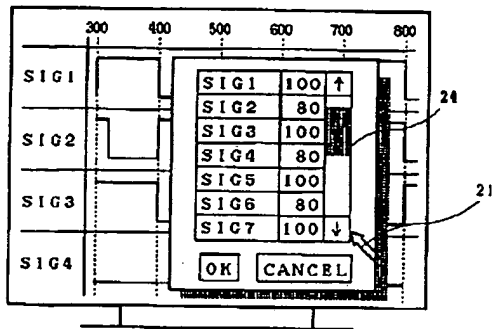 300 400 500 600 700 800
SIG1
SIG2
SIG3
SIG4
SIG1 100 ↑
SIG2 80
SIG3 100
SIG4 80
SIG5 100
SIG6 80
SIG7 100 ↓
OK CANCEL
24
21